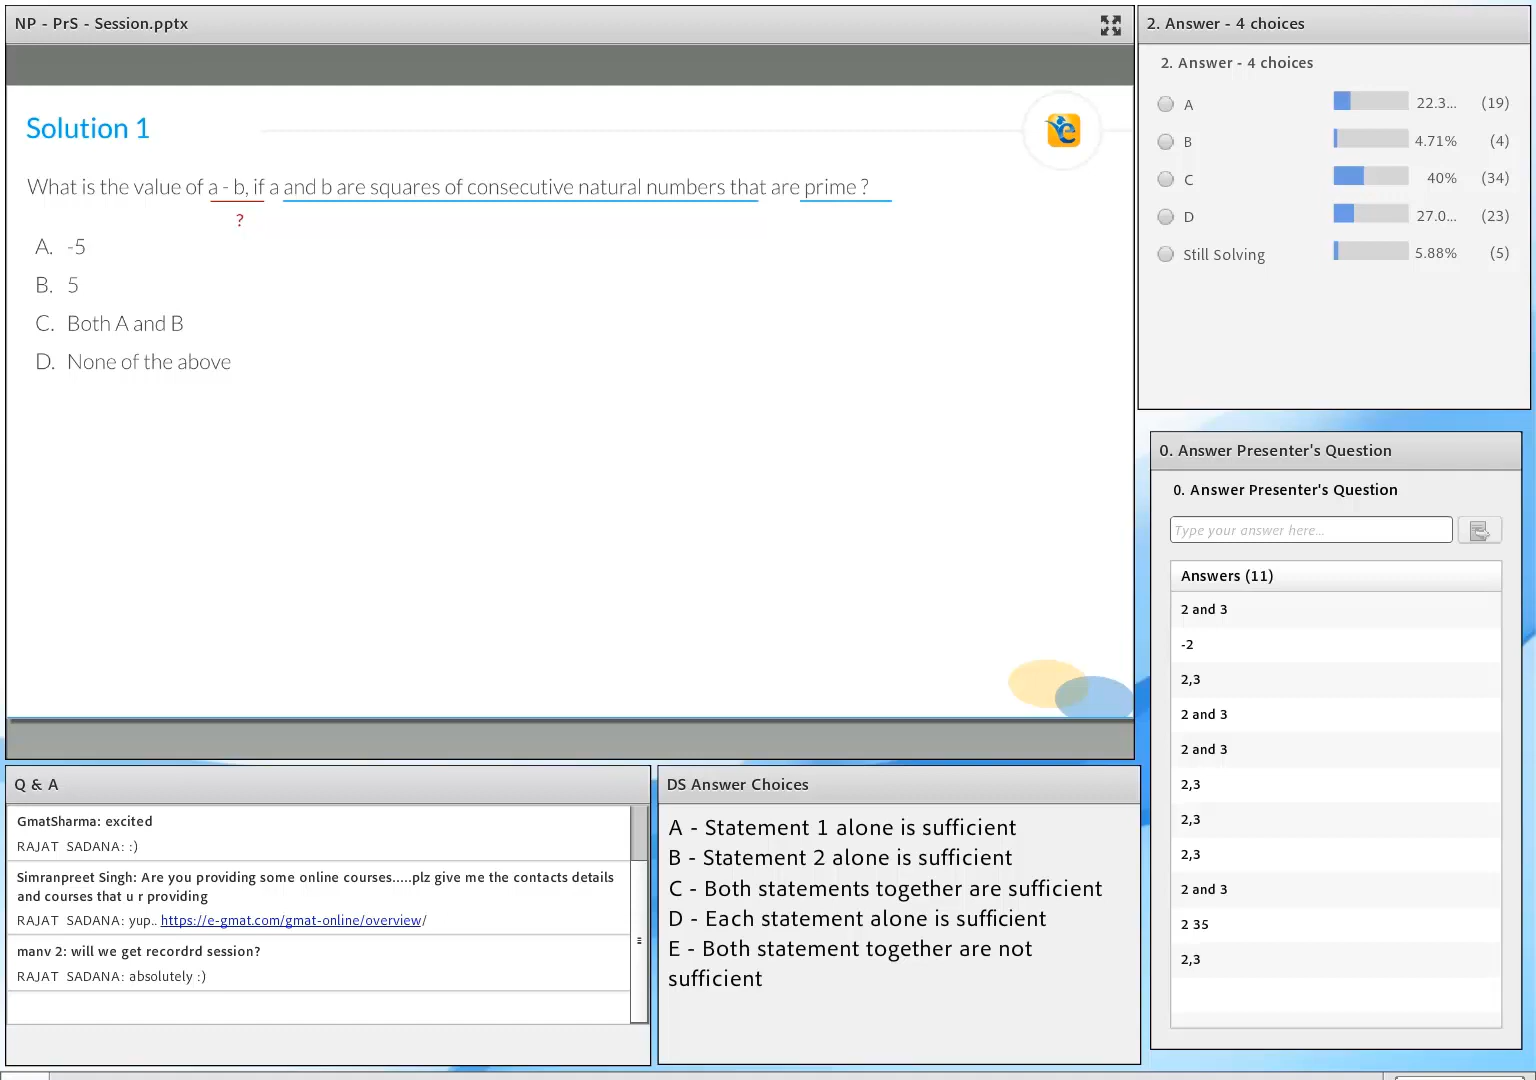 NP - PrS - Session.pptx
Solution 1
What is the value of a - b, if a and b are squares of consecutive natural numbers that are prime ?
?
A. -5
B. 5
C. Both A and B
D. None of the above
2. Answer - 4 choices
2. Answer - 4 choices
A 22.3... (19)
B 4.71% (4)
C 40% (34)
D 27.0... (23)
Still Solving 5.88% (5)
0. Answer Presenter's Question
0. Answer Presenter's Question
Type your answer here...
Answers (11)
2 and 3
-2
2,3
2 and 3
2 and 3
2,3
2,3
2,3
2 and 3
2 35
2,3
Q & A
GmatSharma: excited
RAJAT SADANA: :)
Simranpreet Singh: Are you providing some online courses.....plz give me the contacts details
and courses that u r providing
RAJAT SADANA: yup.. https://e-gmat.com/gmat-online/overview/
manv 2: will we get recordrd session?
RAJAT SADANA: absolutely :)
DS Answer Choices
A - Statement 1 alone is sufficient
B - Statement 2 alone is sufficient
C - Both statements together are sufficient
D - Each statement alone is sufficient
E - Both statement together are not
sufficient